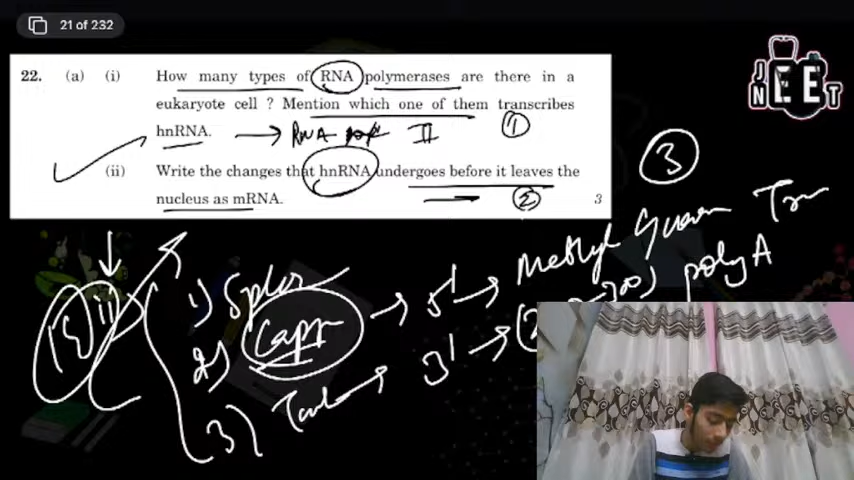 21 of 232
22. (a) (i) How many types of RNA polymerases are there in a
eukaryote cell ? Mention which one of them transcribes
hnRNA. → RNA pol II ①
(ii) Write the changes that hnRNA undergoes before it leaves the
nucleus as mRNA. ② 3
③
J NEET
1) Splic
2) Capp → 5' → Methyl Guan
3) → 3' → poly A